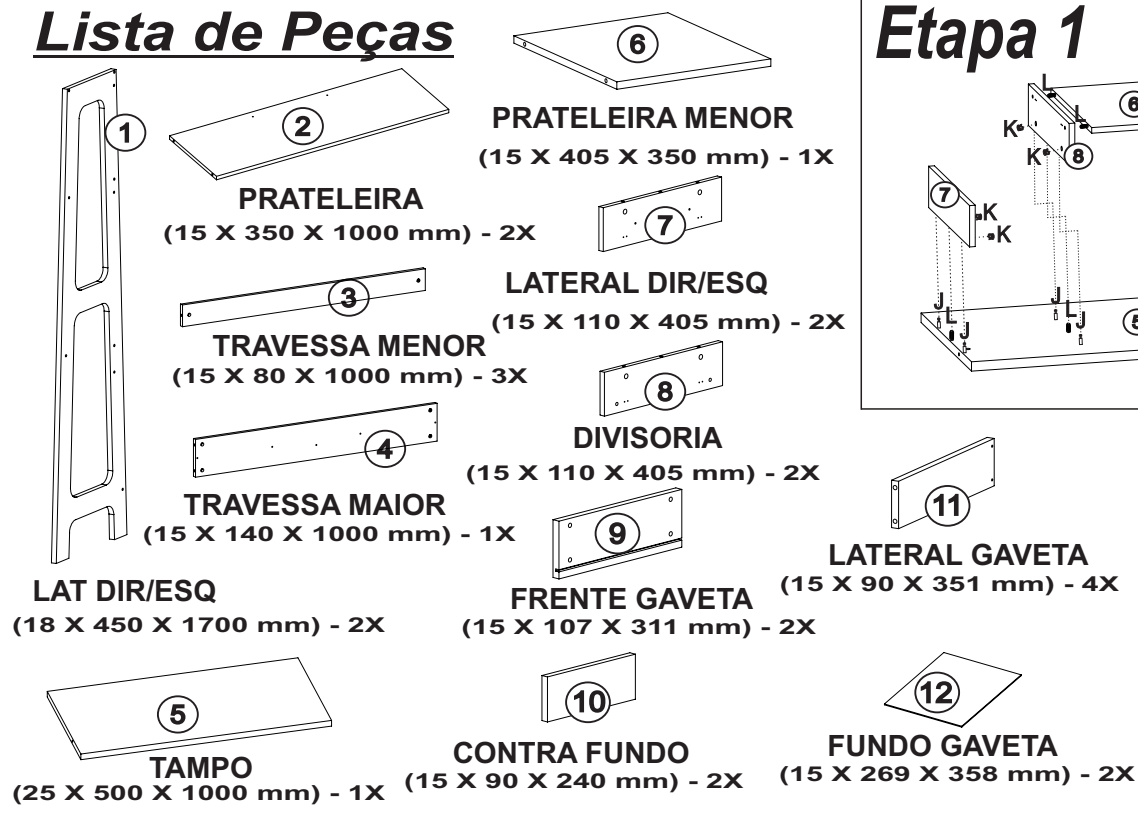 Lista de Peças
1
LAT DIR/ESQ
(18 X 450 X 1700 mm) - 2X
2
PRATELEIRA
(15 X 350 X 1000 mm) - 2X
3
TRAVESSA MENOR
(15 X 80 X 1000 mm) - 3X
4
TRAVESSA MAIOR
(15 X 140 X 1000 mm) - 1X
5
TAMPO
(25 X 500 X 1000 mm) - 1X
6
PRATELEIRA MENOR
(15 X 405 X 350 mm) - 1X
7
LATERAL DIR/ESQ
(15 X 110 X 405 mm) - 2X
8
DIVISORIA
(15 X 110 X 405 mm) - 2X
9
FRENTE GAVETA
(15 X 107 X 311 mm) - 2X
10
CONTRA FUNDO
(15 X 90 X 240 mm) - 2X
11
LATERAL GAVETA
(15 X 90 X 351 mm) - 4X
12
FUNDO GAVETA
(15 X 269 X 358 mm) - 2X
Etapa 1
L
6
L
K
K
8
7
K
K
J
L
J
J
L
J
5